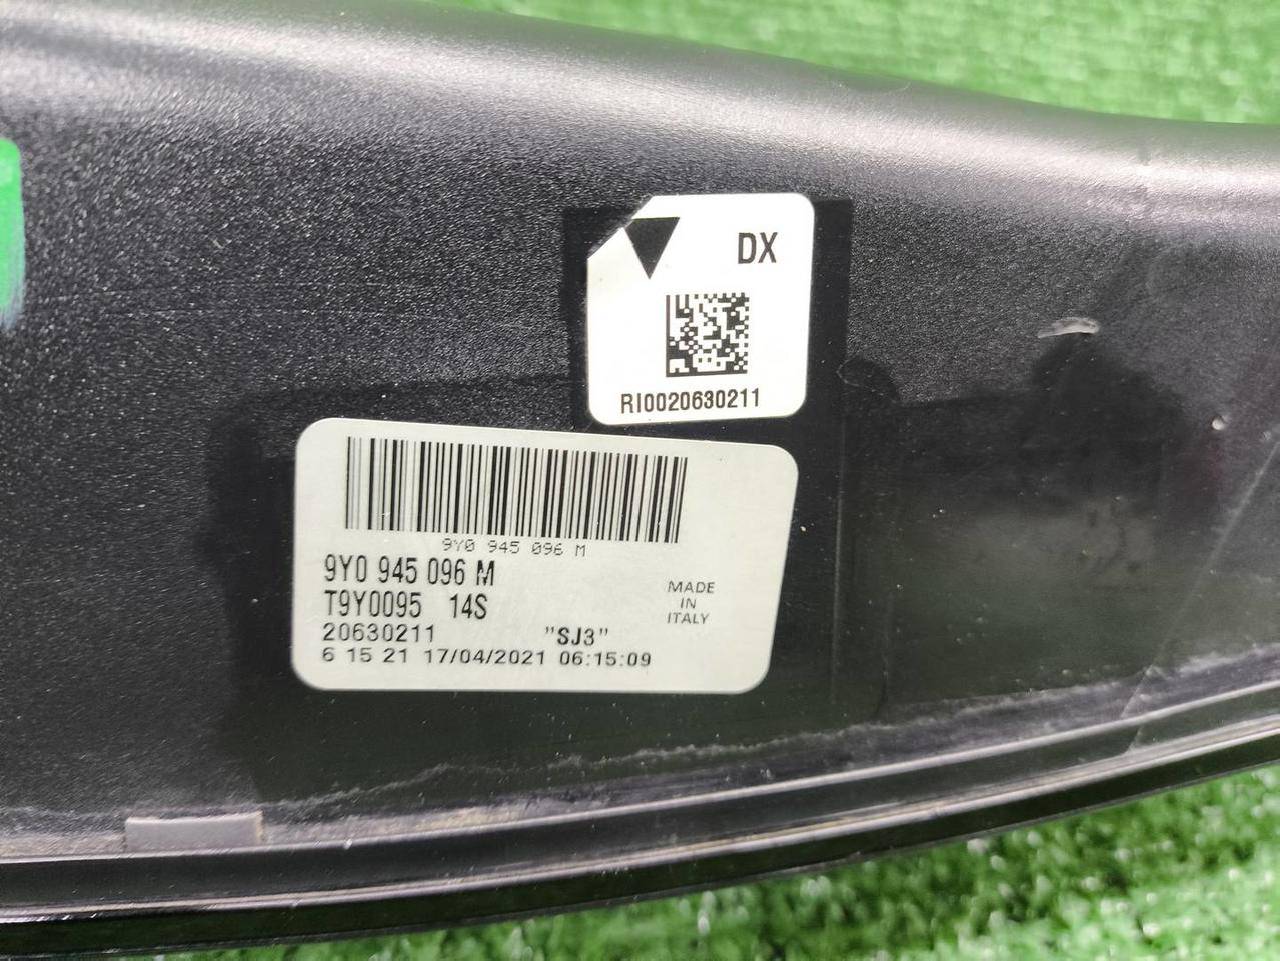 DX
RI0020630211
9Y0 945 096 M
9Y0 945 096 M
T9Y0095 14S
20630211 "SJ3"
6 15 21 17/04/2021 06:15:09
MADE
IN
ITALY